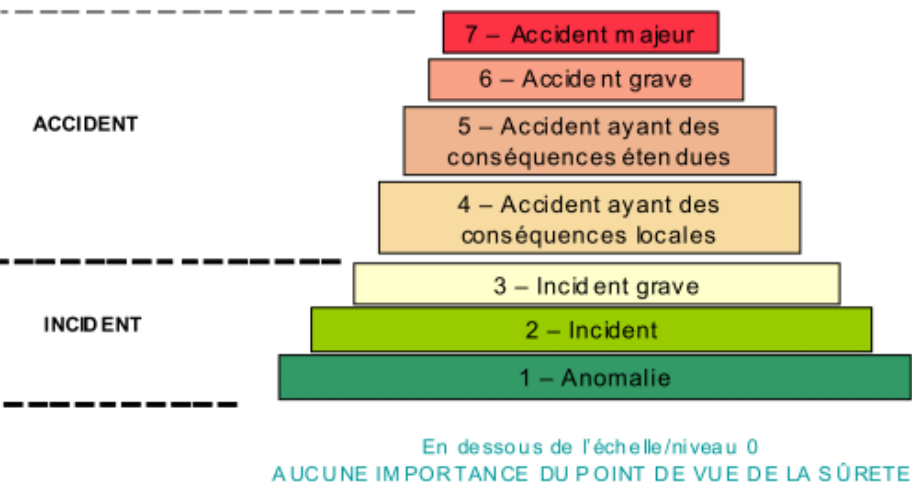 7 – Accident majeur
6 – Accident grave
ACCIDENT
5 – Accident ayant des
conséquences étendues
4 – Accident ayant des
conséquences locales
3 – Incident grave
INCIDENT
2 – Incident
1 – Anomalie
En dessous de l'échelle/niveau 0
AUCUNE IMPORTANCE DU POINT DE VUE DE LA SÛRETE